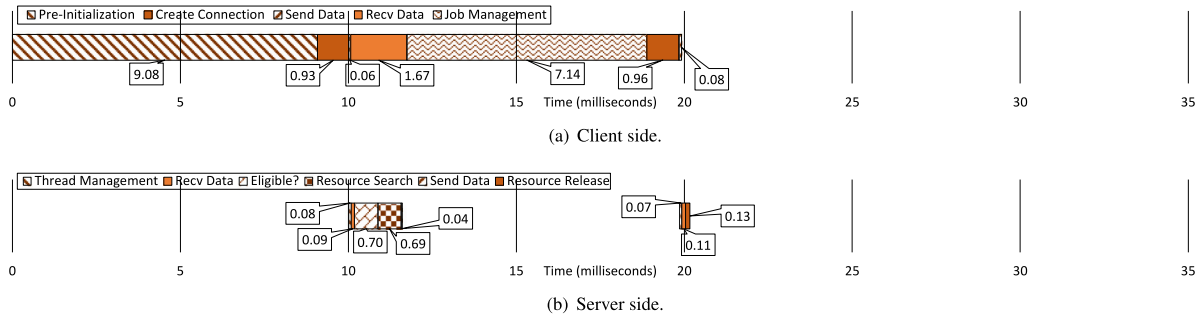 Pre-Initialization Create Connection Send Data Recv Data Job Management
9.08 0.93 0.06 1.67 7.14 0.96 0.08
0 5 10 15 Time (milliseconds) 20 25 30 35
(a) Client side.
Thread Management Recv Data Eligible? Resource Search Send Data Resource Release
0.08 0.04 0.07 0.13
0.09 0.70 0.69 0.11
0 5 10 15 Time (milliseconds) 20 25 30 35
(b) Server side.